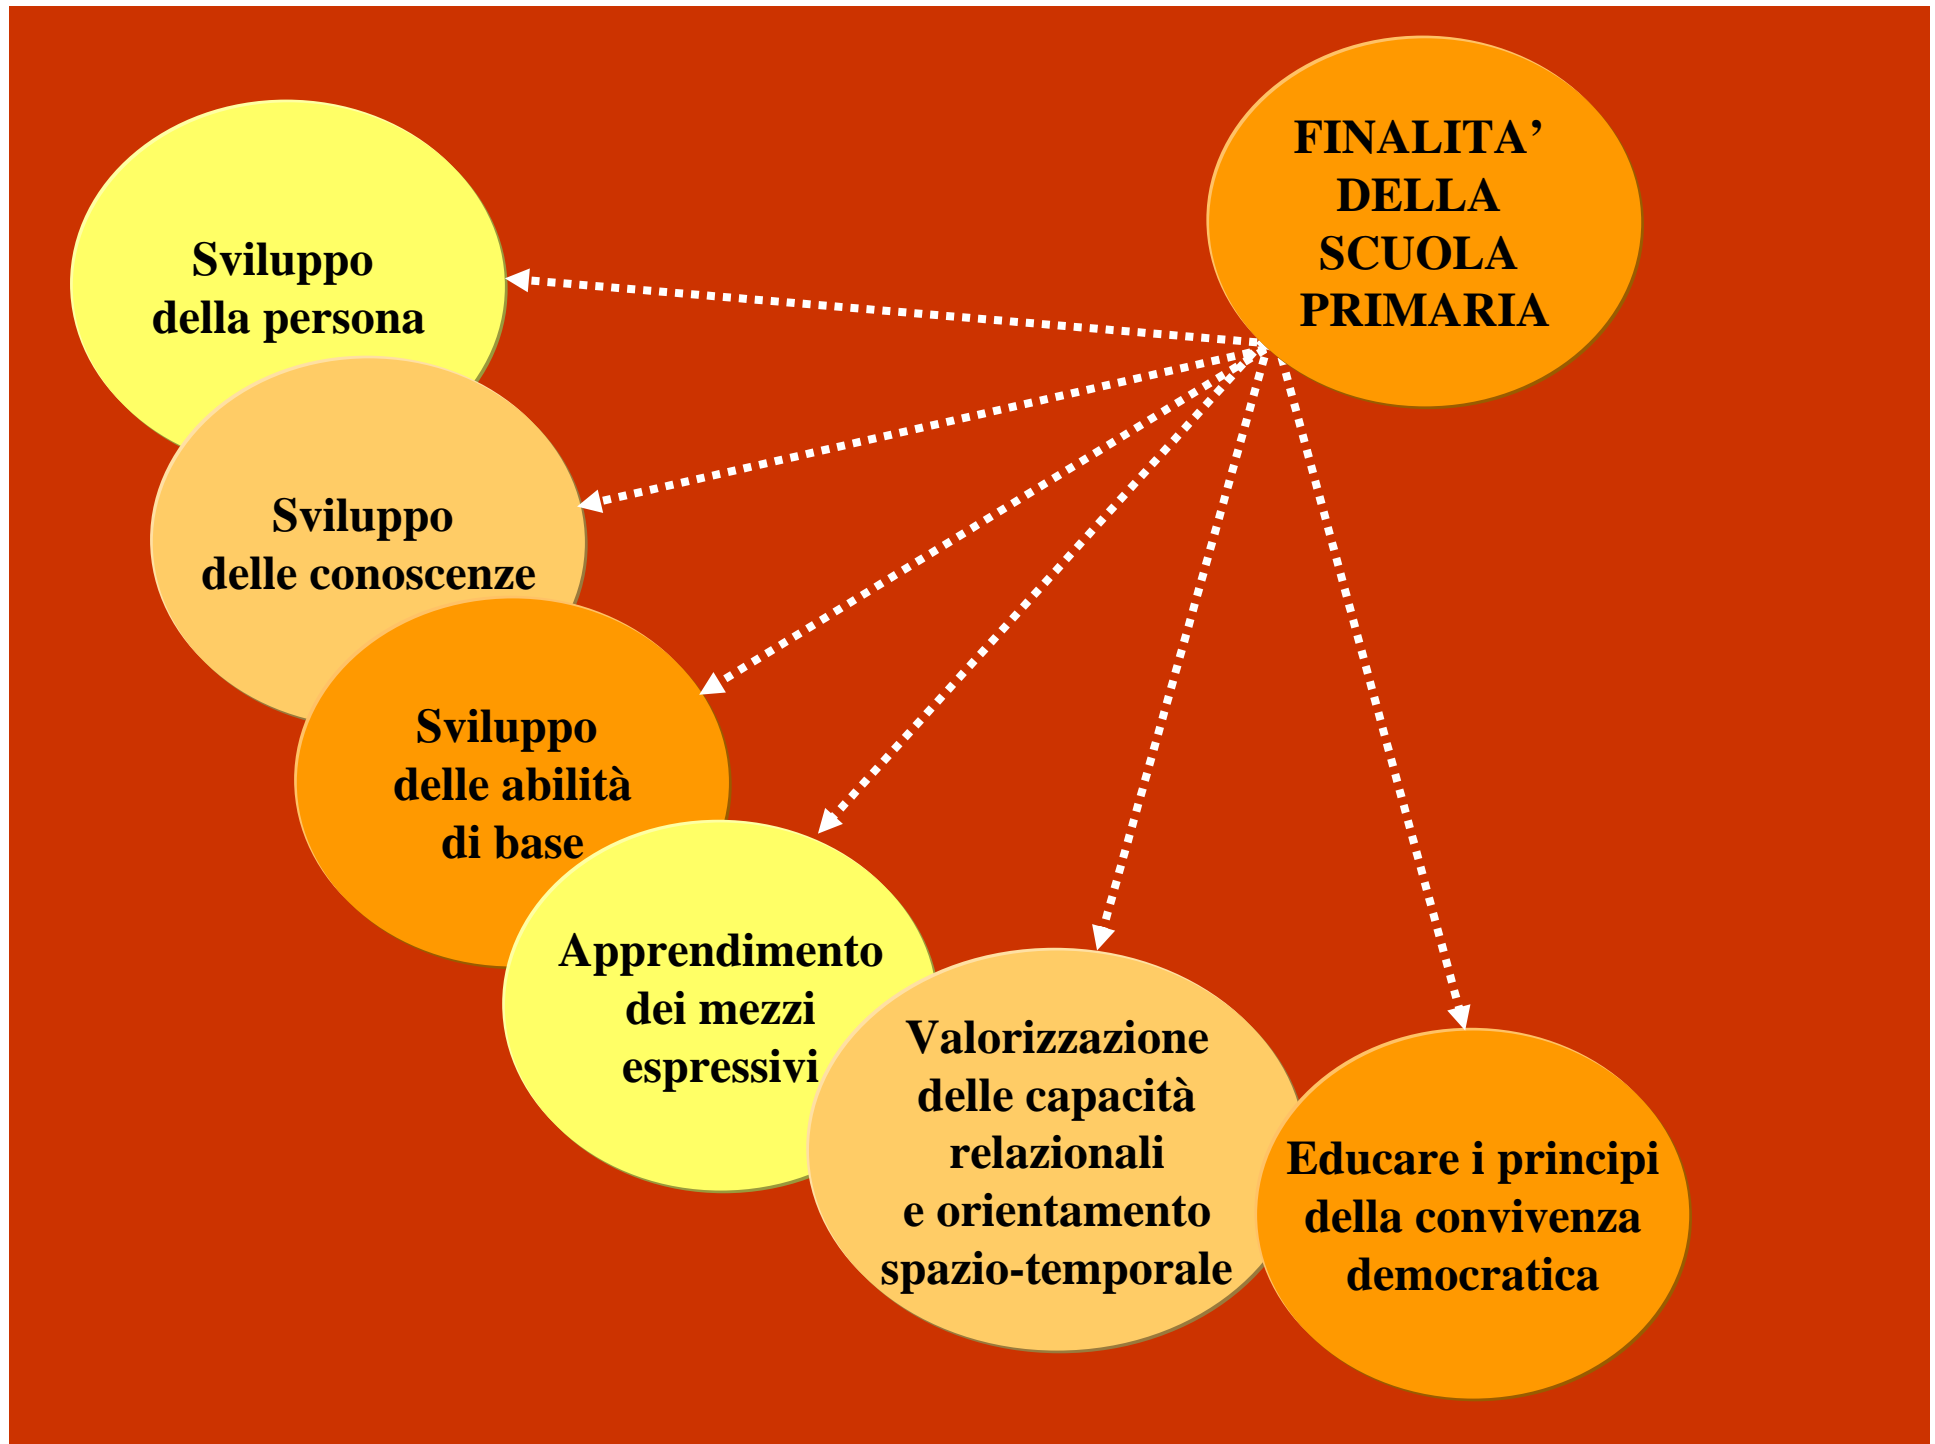 FINALITA’
DELLA
SCUOLA
PRIMARIA
Sviluppo
della persona
Sviluppo
delle conoscenze
Sviluppo
delle abilità
di base
Apprendimento
dei mezzi
espressivi
Valorizzazione
delle capacità
relazionali
e orientamento
spazio-temporale
Educare i principi
della convivenza
democratica